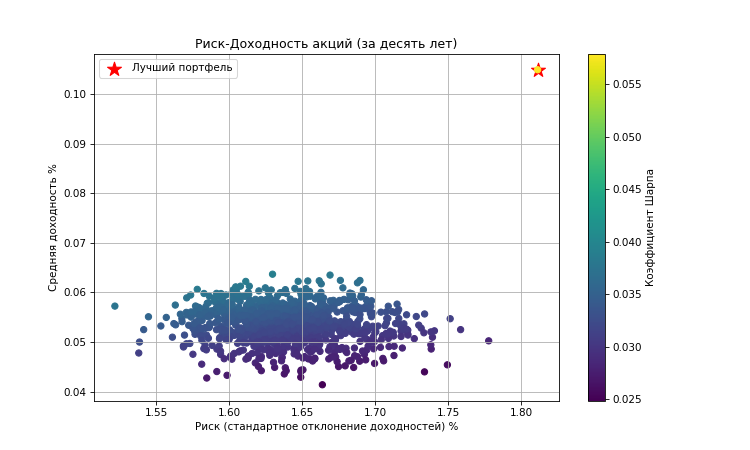 Риск-Доходность акций (за десять лет)
Лучший портфель
Средняя доходность %
0.10
0.09
0.08
0.07
0.06
0.05
0.04
1.55 1.60 1.65 1.70 1.75 1.80
Риск (стандартное отклонение доходностей) %
0.055
0.050
0.045
0.040
0.035
0.030
0.025
Коэффициент Шарпа